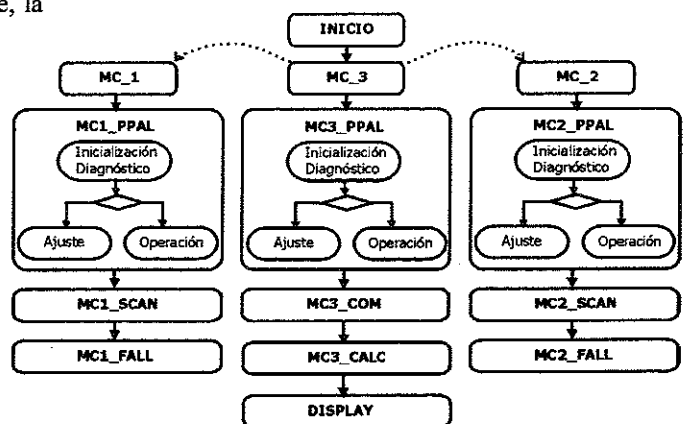 e, la
INICIO
MC_1
MC_3
MC_2
MC1_PPAL
Inicialización
Diagnóstico
Ajuste
Operación
MC3_PPAL
Inicialización
Diagnóstico
Ajuste
Operación
MC2_PPAL
Inicialización
Diagnóstico
Ajuste
Operación
MC1_SCAN
MC3_COM
MC2_SCAN
MC1_FALL
MC3_CALC
MC2_FALL
DISPLAY